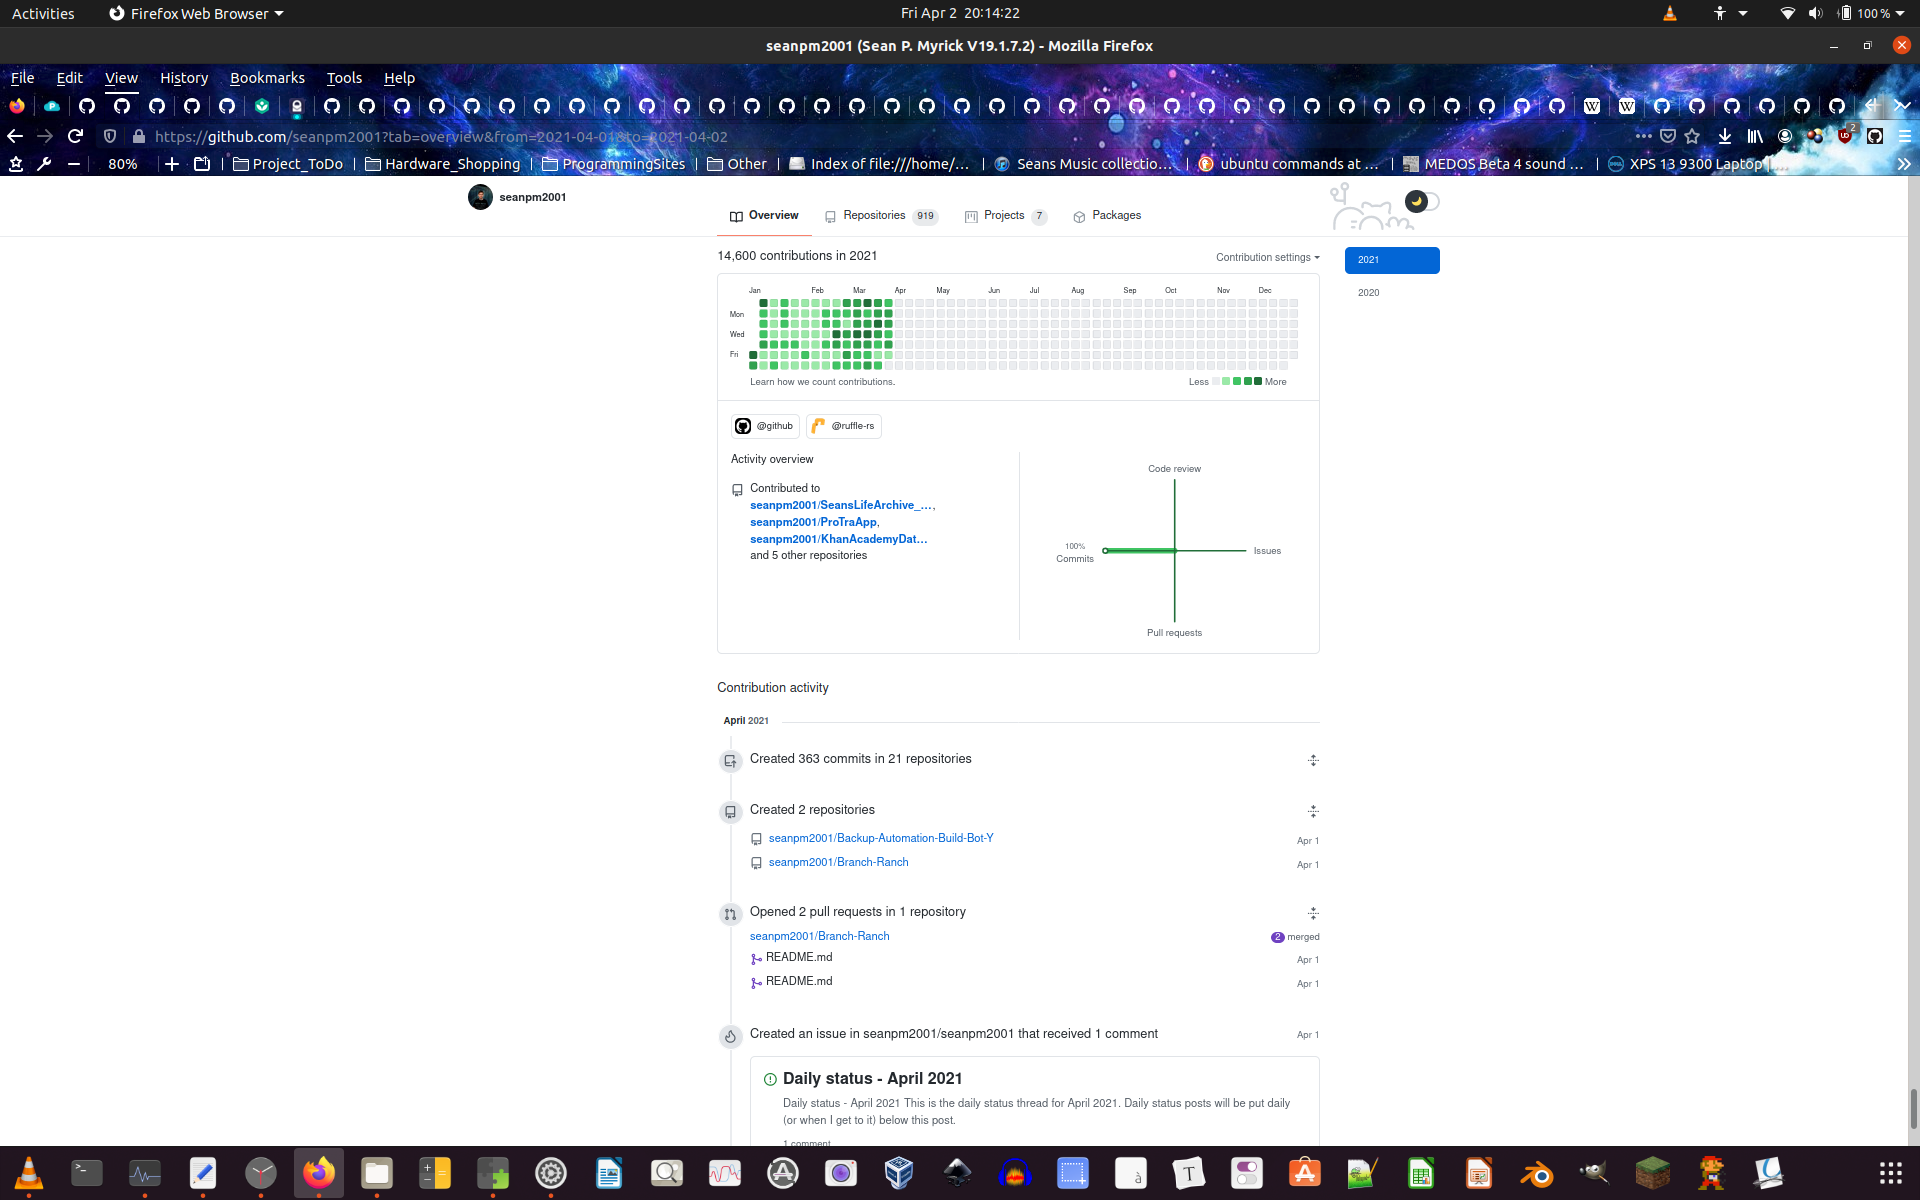 Activities Firefox Web Browser Fri Apr 2 20:14:22 100 %
seanpm2001 (Sean P. Myrick V19.1.7.2) - Mozilla Firefox
File Edit View History Bookmarks Tools Help
https://github.com/seanpm2001?tab=overview&from=2021-04-01&to=2021-04-02
80% Project_ToDo Hardware_Shopping ProgrammingSites Other Index of file:///home/... Seans Music collectio... ubuntu commands at ... MEDOS Beta 4 sound ... XPS 13 9300 Laptop
seanpm2001
Overview Repositories 919 Projects 7 Packages
14,600 contributions in 2021 Contribution settings 2021
2020
Jan Feb Mar Apr May Jun Jul Aug Sep Oct Nov Dec
Mon
Wed
Fri
Learn how we count contributions. Less More
@github @ruffle-rs
Activity overview
Contributed to
seanpm2001/SeansLifeArchive_...,
seanpm2001/ProTraApp,
seanpm2001/KhanAcademyDat...
and 5 other repositories
Code review
100%
Commits
Issues
Pull requests
Contribution activity
April 2021
Created 363 commits in 21 repositories
Created 2 repositories
seanpm2001/Backup-Automation-Build-Bot-Y Apr 1
seanpm2001/Branch-Ranch Apr 1
Opened 2 pull requests in 1 repository
seanpm2001/Branch-Ranch 2 merged
README.md Apr 1
README.md Apr 1
Created an issue in seanpm2001/seanpm2001 that received 1 comment Apr 1
Daily status - April 2021
Daily status - April 2021 This is the daily status thread for April 2021. Daily status posts will be put daily
(or when I get to it) below this post.
1 comment